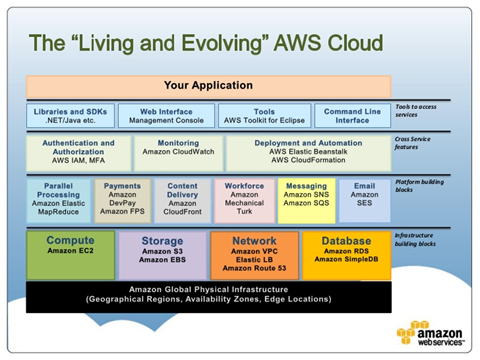 The “Living and Evolving” AWS Cloud
Your Application
Libraries and SDKs
.NET/Java etc.
Web Interface
Management Console
Tools
AWS Toolkit for Eclipse
Command Line
Interface
Tools to access
services
Authentication and
Authorization
AWS IAM, MFA
Monitoring
Amazon CloudWatch
Deployment and Automation
AWS Elastic Beanstalk
AWS CloudFormation
Cross Service
features
Parallel
Processing
Amazon Elastic
MapReduce
Payments
Amazon
DevPay
Amazon FPS
Content
Delivery
Amazon
CloudFront
Workforce
Amazon
Mechanical
Turk
Messaging
Amazon SNS
Amazon SQS
Email
Amazon
SES
Platform building
blocks
Compute
Amazon EC2
Storage
Amazon S3
Amazon EBS
Network
Amazon VPC
Elastic LB
Amazon Route 53
Database
Amazon RDS
Amazon SimpleDB
Infrastructure
building blocks
Amazon Global Physical Infrastructure
(Geographical Regions, Availability Zones, Edge Locations)
amazon
webservices™